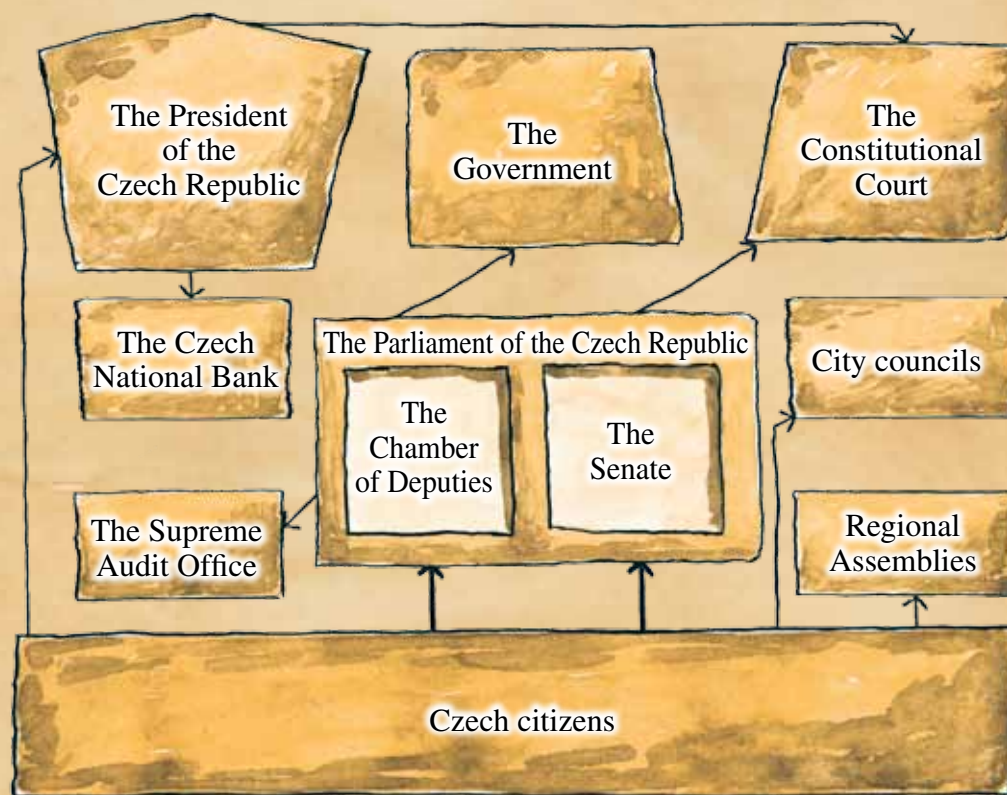 The President
of the
Czech Republic
The
Government
The
Constitutional
Court
The Czech
National Bank
The Parliament of the Czech Republic
The
Chamber
of Deputies
The
Senate
City councils
The Supreme
Audit Office
Regional
Assemblies
Czech citizens